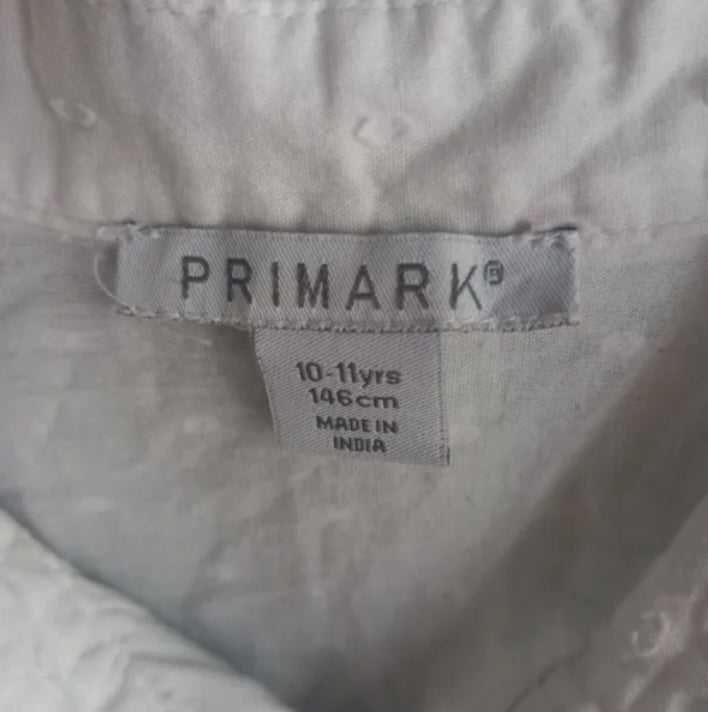 PRIMARK®
10-11yrs
146cm
MADE IN
INDIA